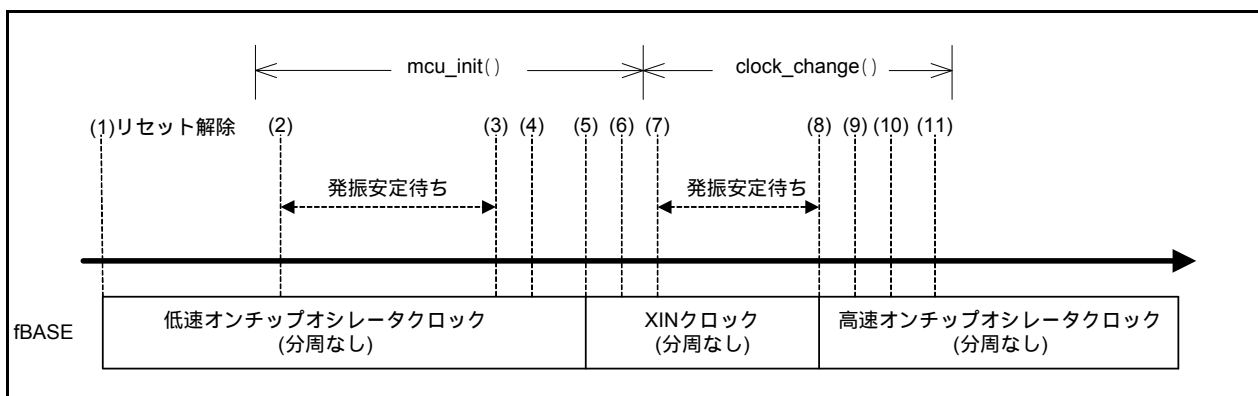 mcu_init()
clock_change()
(1)リセット解除
(2)
(3)
(4)
(5)
(6)
(7)
(8)
(9)
(10)
(11)
発振安定待ち
発振安定待ち
fBASE
低速オンチップオシレータクロック
(分周なし)
XINクロック
(分周なし)
高速オンチップオシレータクロック
(分周なし)